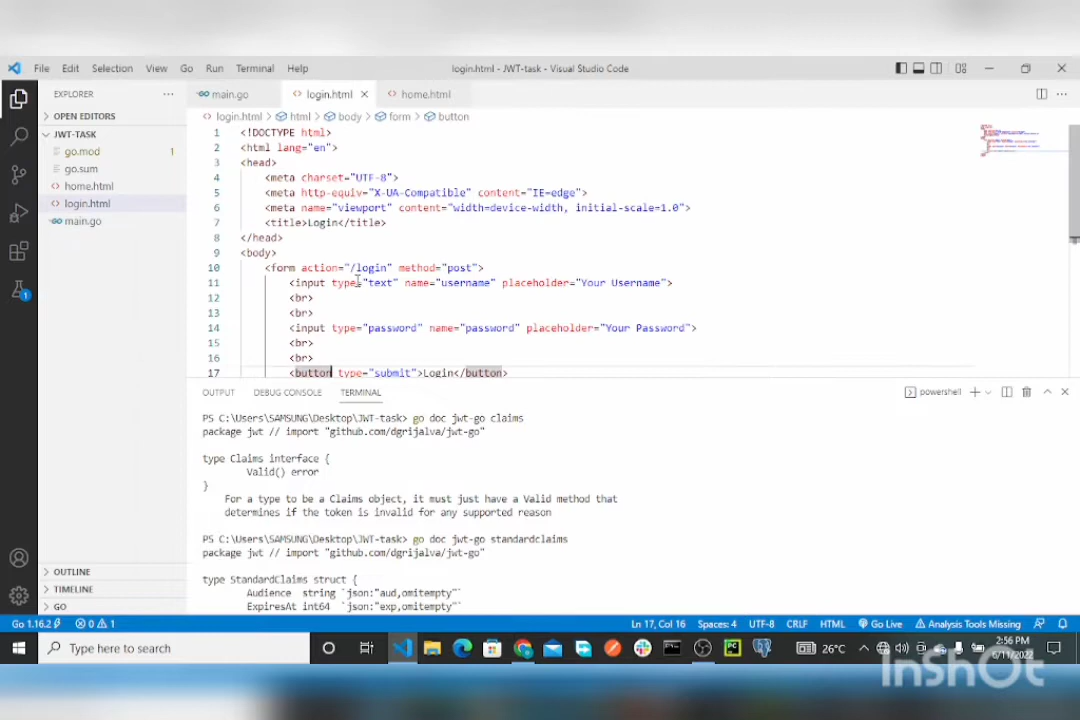 File Edit Selection View Go Run Terminal Help
login.html - JWT-task - Visual Studio Code
EXPLORER
main.go
login.html
home.html
OPEN EDITORS
login.html > html > body > form > button
JWT-TASK
go.mod 1
go.sum
home.html
login.html
main.go
1 <!DOCTYPE html>
2 <html lang="en">
3 <head>
4 <meta charset="UTF-8">
5 <meta http-equiv="X-UA-Compatible" content="IE=edge">
6 <meta name="viewport" content="width=device-width, initial-scale=1.0">
7 <title>Login</title>
8 </head>
9 <body>
10 <form action="/login" method="post">
11 <input type="text" name="username" placeholder="Your Username">
12 <br>
13 <br>
14 <input type="password" name="password" placeholder="Your Password">
15 <br>
16 <br>
17 <button type="submit">Login</button>
OUTPUT DEBUG CONSOLE TERMINAL
powershell
PS C:\Users\SAMSUNG\Desktop\JWT-task> go doc jwt-go claims
package jwt // import "github.com/dgrijalva/jwt-go"
type Claims interface {
Valid() error
}
For a type to be a Claims object, it must just have a Valid method that
determines if the token is invalid for any supported reason
PS C:\Users\SAMSUNG\Desktop\JWT-task> go doc jwt-go standardclaims
package jwt // import "github.com/dgrijalva/jwt-go"
type StandardClaims struct {
Audience string `json:"aud,omitempty"`
ExpiresAt int64 `json:"exp,omitempty"`
OUTLINE
TIMELINE
GO
1
Go 1.16.2 0 1
Ln 17, Col 16 Spaces: 4 UTF-8 CRLF HTML Go Live Analysis Tools Missing
Type here to search
26°C
2:56 PM
6/11/2022
InShOt